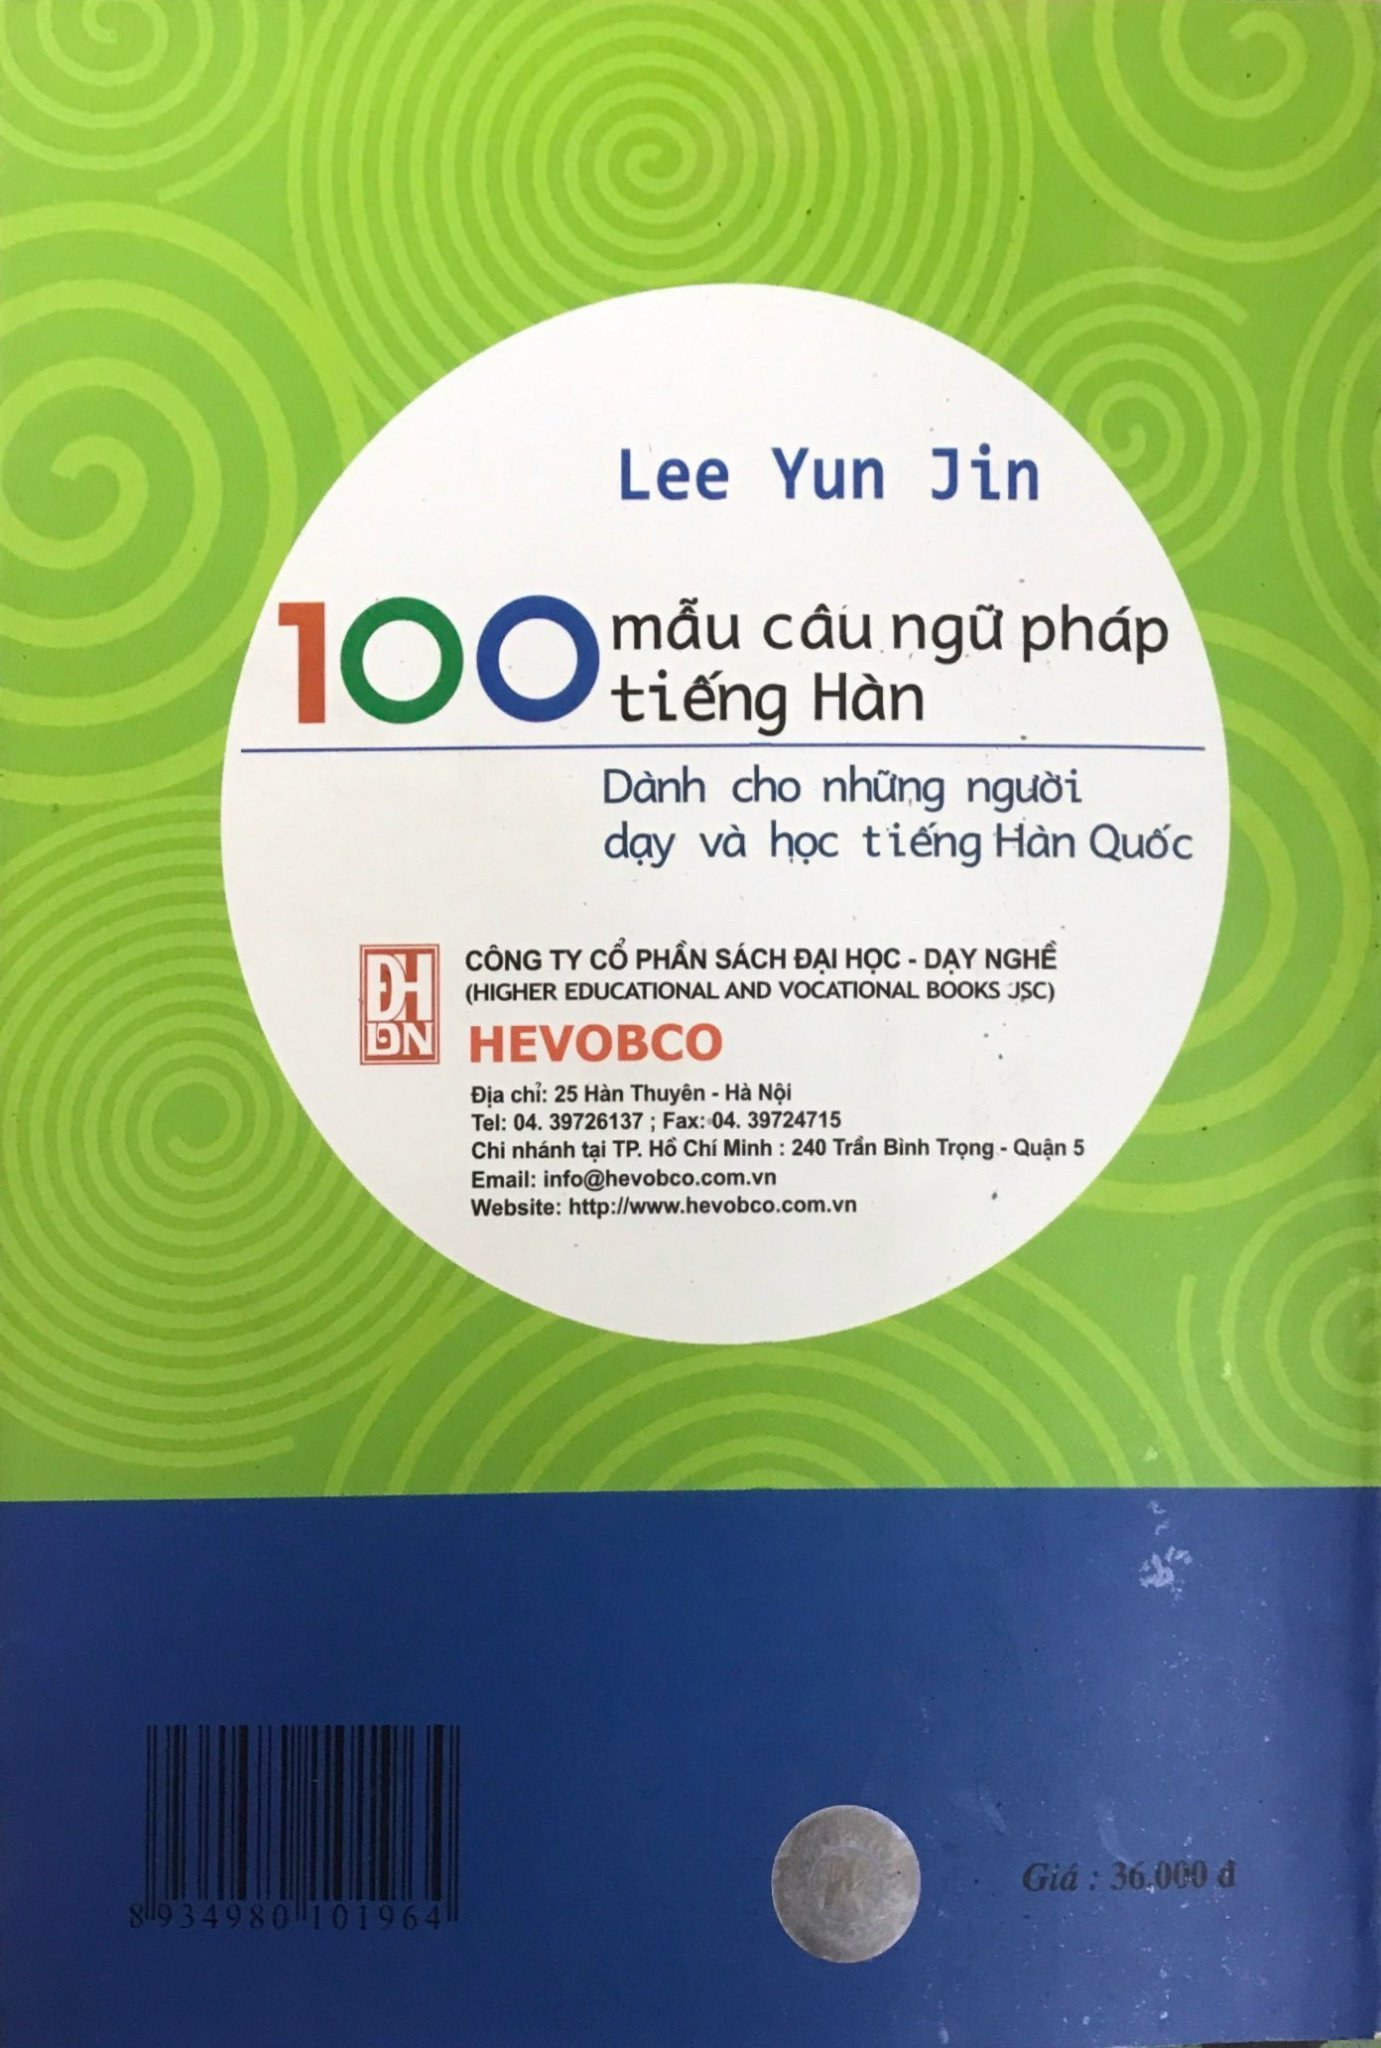 Lee Yun Jin
100 mẫu câu ngữ pháp
tiếng Hàn
Dành cho những người
dạy và học tiếng Hàn Quốc
ĐH
DN
CÔNG TY CỔ PHẦN SÁCH ĐẠI HỌC - DẠY NGHỀ
(HIGHER EDUCATIONAL AND VOCATIONAL BOOKS JSC)
HEVOBCO
Địa chỉ: 25 Hàn Thuyên - Hà Nội
Tel: 04. 39726137 ; Fax: 04. 39724715
Chi nhánh tại TP. Hồ Chí Minh : 240 Trần Bình Trọng - Quận 5
Email: info@hevobco.com.vn
Website: http://www.hevobco.com.vn
8 934980 101964
Giá : 36.000 đ